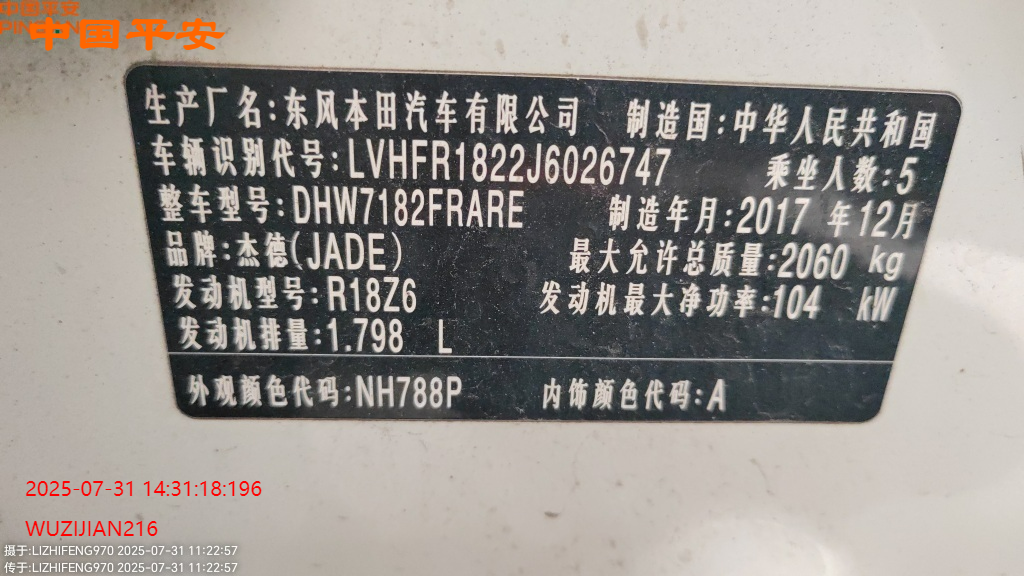 中国平安
PIN
中国平安
生产厂名:东风本田汽车有限公司 制造国:中华人民共和国
车辆识别代号:LVHFR1822J6026747 乘坐人数:5
整车型号:DHW7182FRARE 制造年月:2017 年12月
品牌:杰德(JADE) 最大允许总质量:2060 kg
发动机型号:R18Z6 发动机最大净功率:104 kW
发动机排量:1.798 L
外观颜色代码:NH788P 内饰颜色代码:A
2025-07-31 14:31:18:196
WUZIJIAN216
摄于:LIZHIFENG970 2025-07-31 11:22:57
传于:LIZHIFENG970 2025-07-31 11:22:57